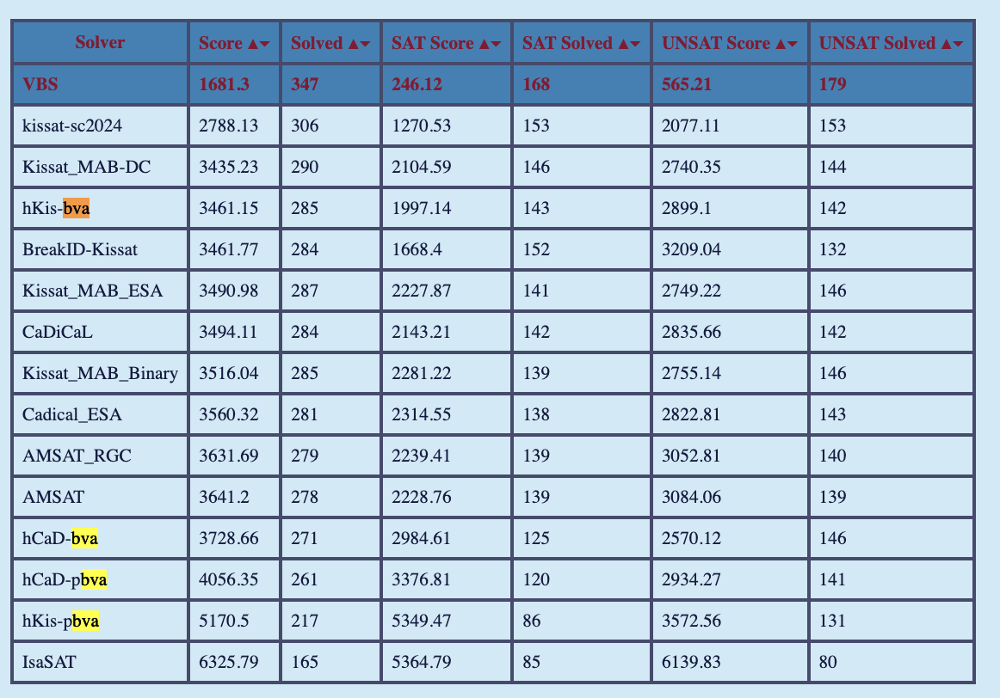 Solver Score ▲▼ Solved ▲▼ SAT Score ▲▼ SAT Solved ▲▼ UNSAT Score ▲▼ UNSAT Solved ▲▼
VBS 1681.3 347 246.12 168 565.21 179
kissat-sc2024 2788.13 306 1270.53 153 2077.11 153
Kissat_MAB-DC 3435.23 290 2104.59 146 2740.35 144
hKis-bva 3461.15 285 1997.14 143 2899.1 142
BreakID-Kissat 3461.77 284 1668.4 152 3209.04 132
Kissat_MAB_ESA 3490.98 287 2227.87 141 2749.22 146
CaDiCaL 3494.11 284 2143.21 142 2835.66 142
Kissat_MAB_Binary 3516.04 285 2281.22 139 2755.14 146
Cadical_ESA 3560.32 281 2314.55 138 2822.81 143
AMSAT_RGC 3631.69 279 2239.41 139 3052.81 140
AMSAT 3641.2 278 2228.76 139 3084.06 139
hCaD-bva 3728.66 271 2984.61 125 2570.12 146
hCaD-pbva 4056.35 261 3376.81 120 2934.27 141
hKis-pbva 5170.5 217 5349.47 86 3572.56 131
IsaSAT 6325.79 165 5364.79 85 6139.83 80